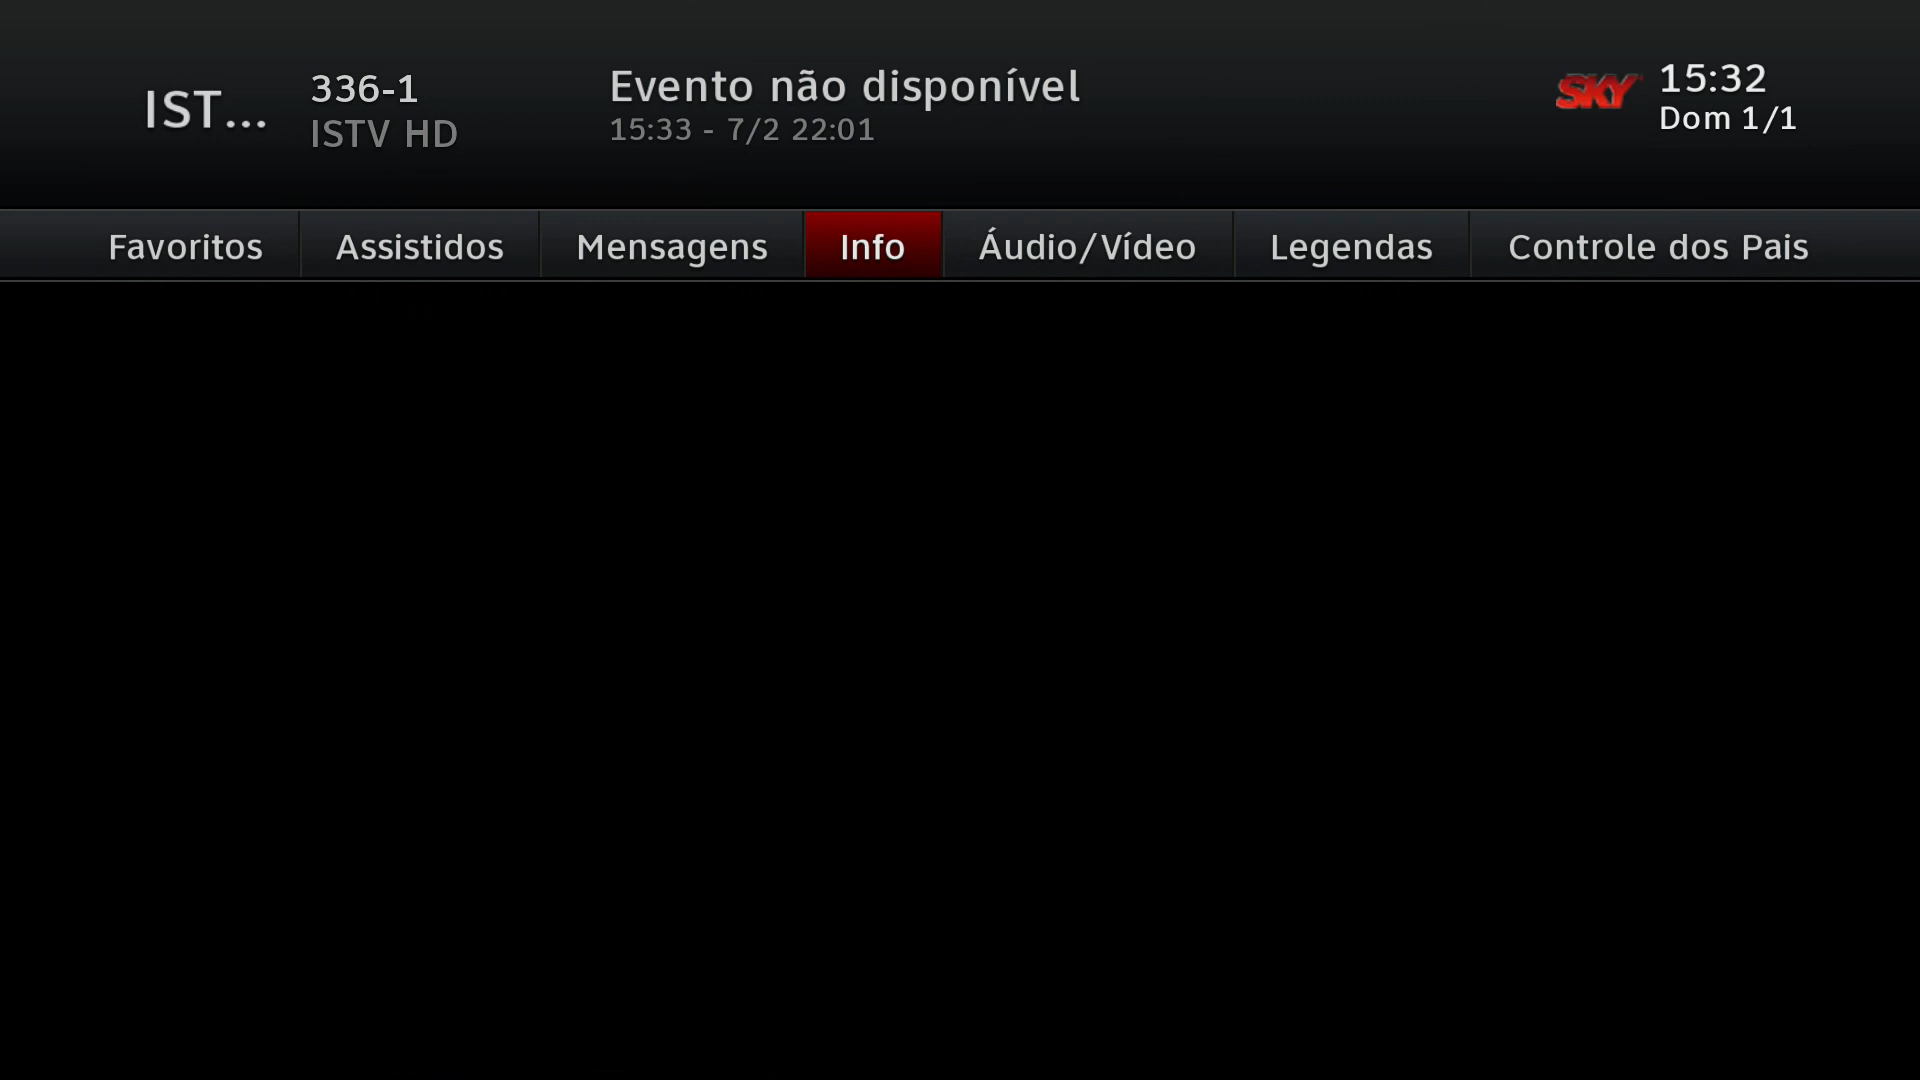 IST...
336-1
ISTV HD
Evento não disponível
15:33 - 7/2 22:01
SKY
15:32
Dom 1/1
Favoritos
Assistidos
Mensagens
Info
Áudio/Vídeo
Legendas
Controle dos Pais